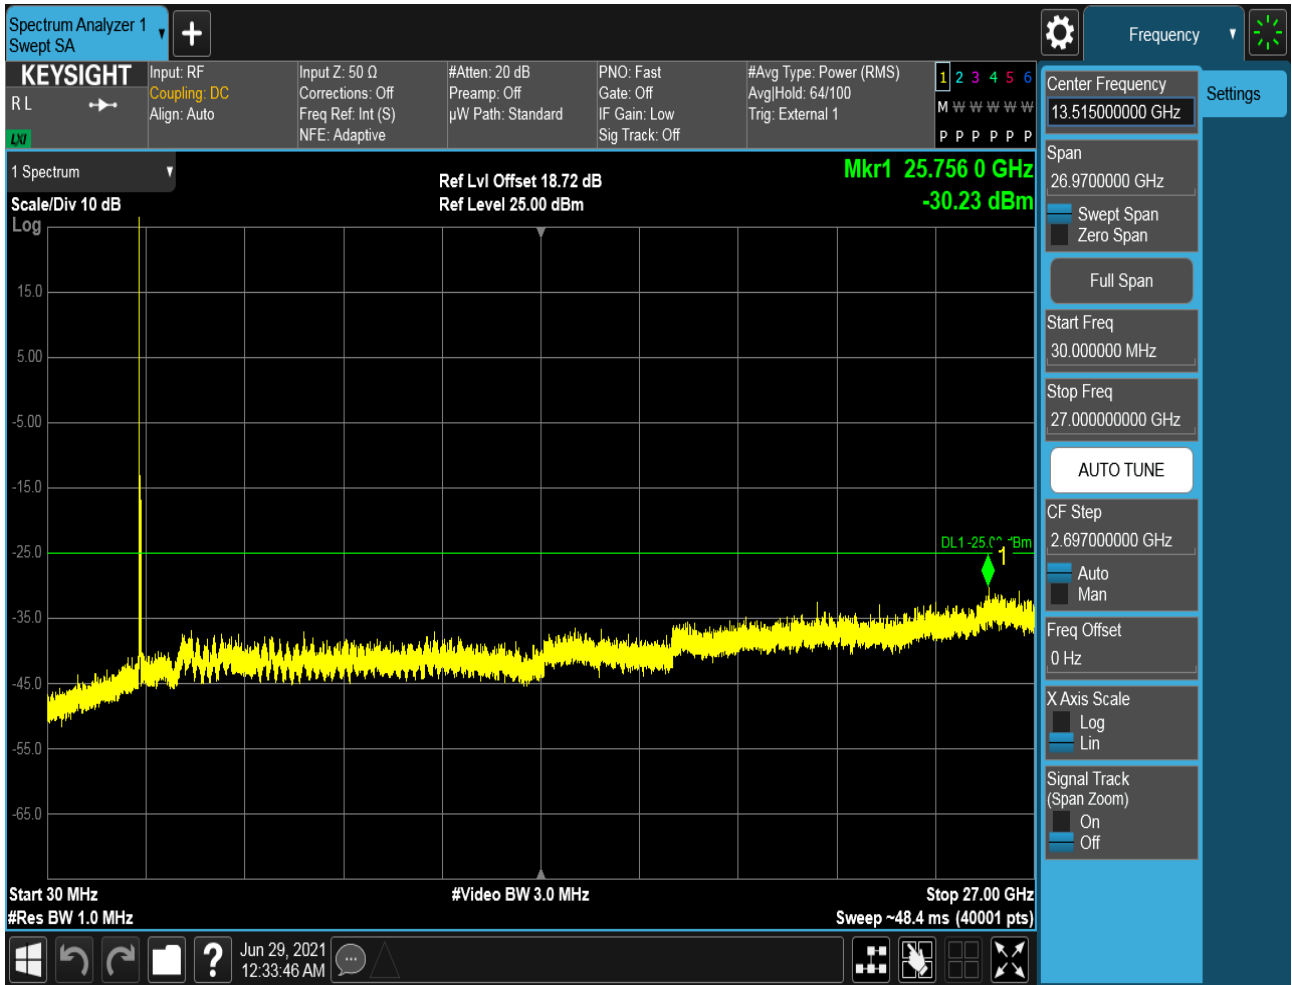 Spectrum Analyzer 1
Swept SA
Frequency
KEYSIGHT
R L
LXI
Input: RF
Coupling: DC
Align: Auto
Input Z: 50 Ω
Corrections: Off
Freq Ref: Int (S)
NFE: Adaptive
#Atten: 20 dB
Preamp: Off
µW Path: Standard
PNO: Fast
Gate: Off
IF Gain: Low
Sig Track: Off
#Avg Type: Power (RMS)
Avg|Hold: 64/100
Trig: External 1
1 2 3 4 5 6
M W W W W W
P P P P P P
Center Frequency
13.515000000 GHz
Settings
Span
26.9700000 GHz
Swept Span
Zero Span
Full Span
Start Freq
30.000000 MHz
Stop Freq
27.000000000 GHz
AUTO TUNE
CF Step
2.697000000 GHz
Auto
Man
Freq Offset
0 Hz
X Axis Scale
Log
Lin
Signal Track
(Span Zoom)
On
Off
1 Spectrum
Scale/Div 10 dB
Log
Ref Lvl Offset 18.72 dB
Ref Level 25.00 dBm
Mkr1 25.756 0 GHz
-30.23 dBm
15.0
5.00
-5.00
-15.0
-25.0
-35.0
-45.0
-55.0
-65.0
DL1 -25.00 dBm
1
Start 30 MHz
#Res BW 1.0 MHz
#Video BW 3.0 MHz
Stop 27.00 GHz
Sweep ~48.4 ms (40001 pts)
?
Jun 29, 2021
12:33:46 AM